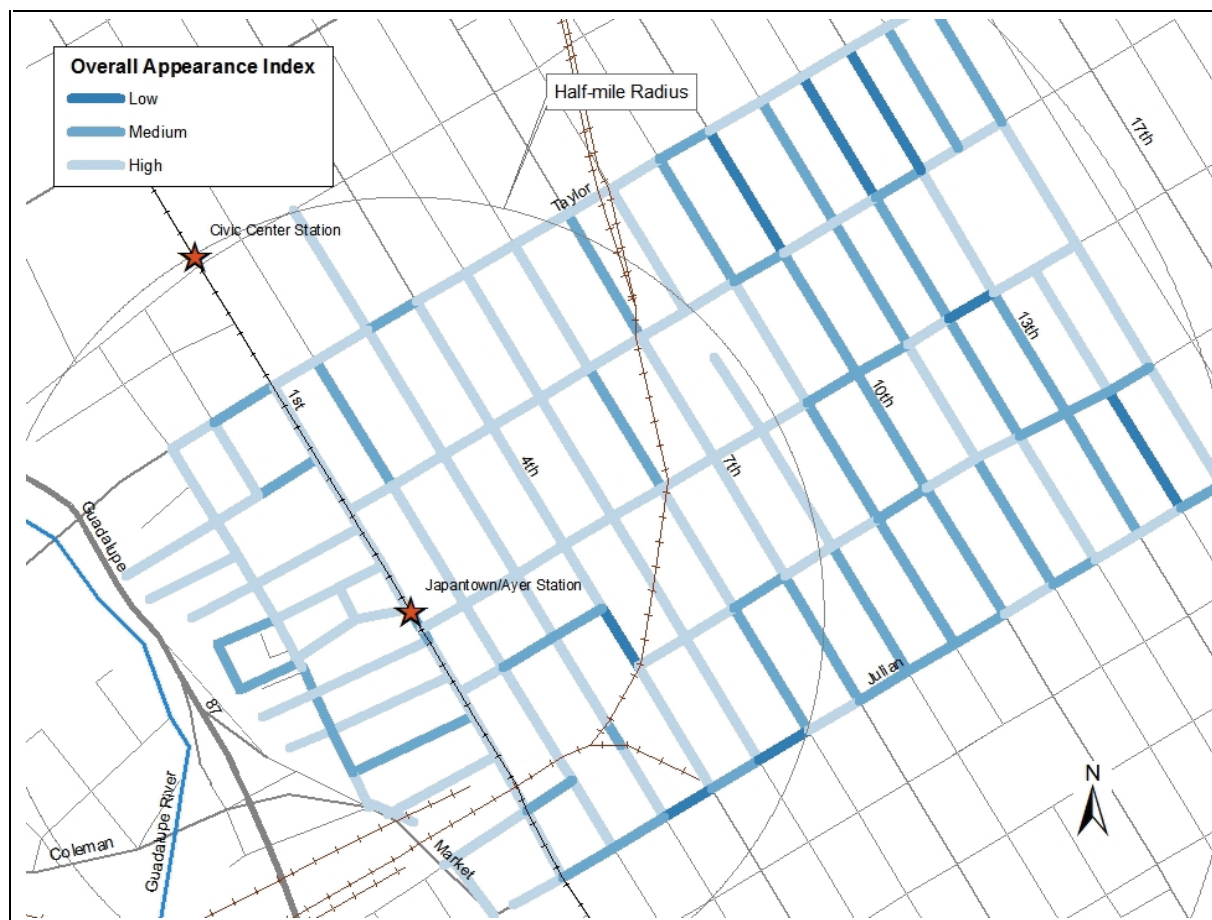 Overall Appearance Index
Low
Medium
High
Half-mile Radius
17th
Taylor
Civic Center Station
1st
13th
10th
4th
7th
Guadalupe
Japantown/Ayer Station
Julian
87
Guadalupe River
Coleman
Market
N